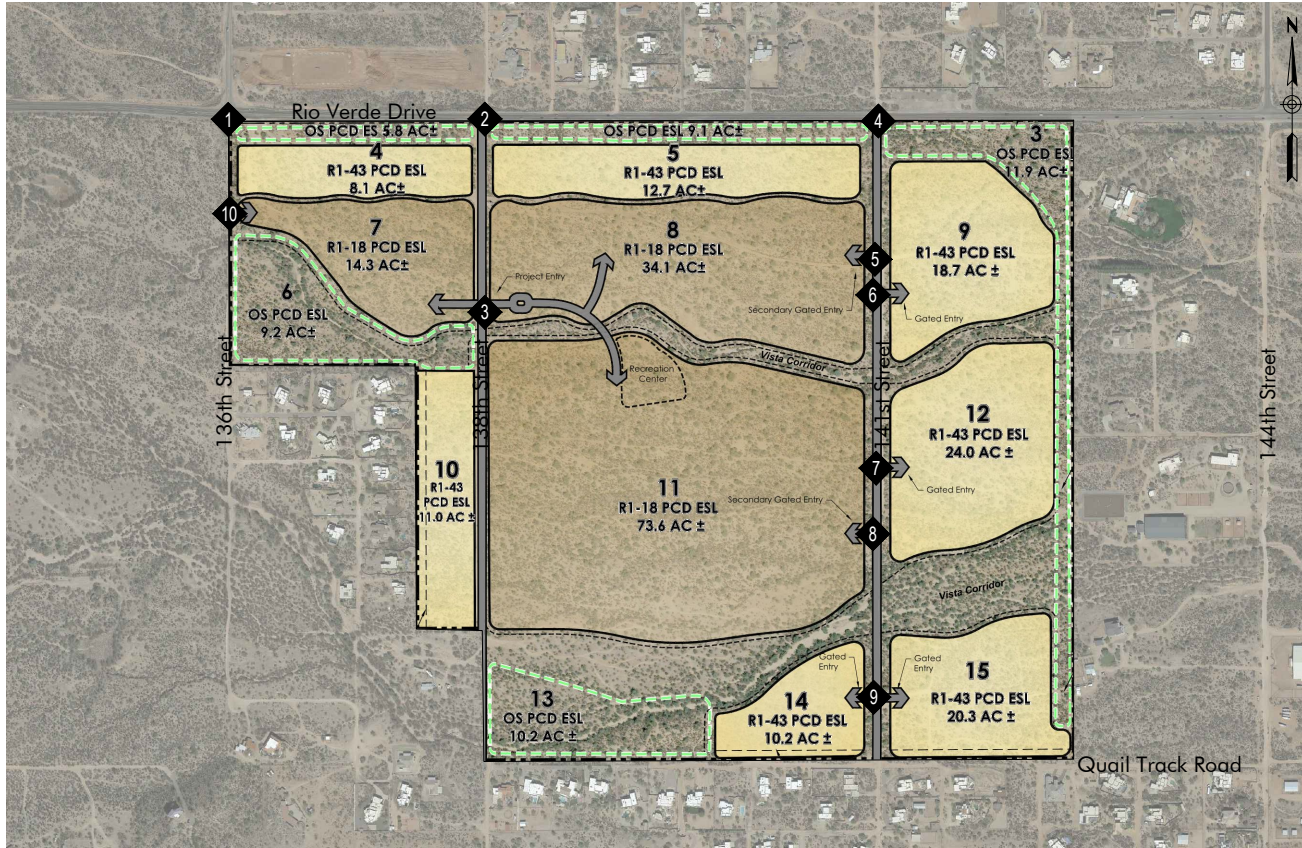 N
1
Rio Verde Drive
2
4
OS PCD ES 5.8 AC±
OS PCD ESL 9.1 AC±
3
OS PCD ESL
11.9 AC±
4
R1-43 PCD ESL
8.1 AC±
5
R1-43 PCD ESL
12.7 AC±
10
7
R1-18 PCD ESL
14.3 AC±
8
R1-18 PCD ESL
34.1 AC±
9
R1-43 PCD ESL
18.7 AC ±
5
Project Entry
6
OS PCD ESL
9.2 AC±
3
Secondary Gated Entry
6
Gated
Entry
Vista Corridor
Recreation
Center
136th Street
138th Street
141st Street
144th Street
12
R1-43 PCD ESL
24.0 AC ±
10
R1-43
PCD ESL
11.0 AC ±
7
Gated Entry
11
R1-18 PCD ESL
73.6 AC ±
Secondary Gated Entry
8
Vista Corridor
Gated
Entry
Gated
Entry
9
13
OS PCD ESL
10.2 AC±
14
R1-43 PCD ESL
10.2 AC ±
15
R1-43 PCD ESL
20.3 AC ±
Quail Track Road